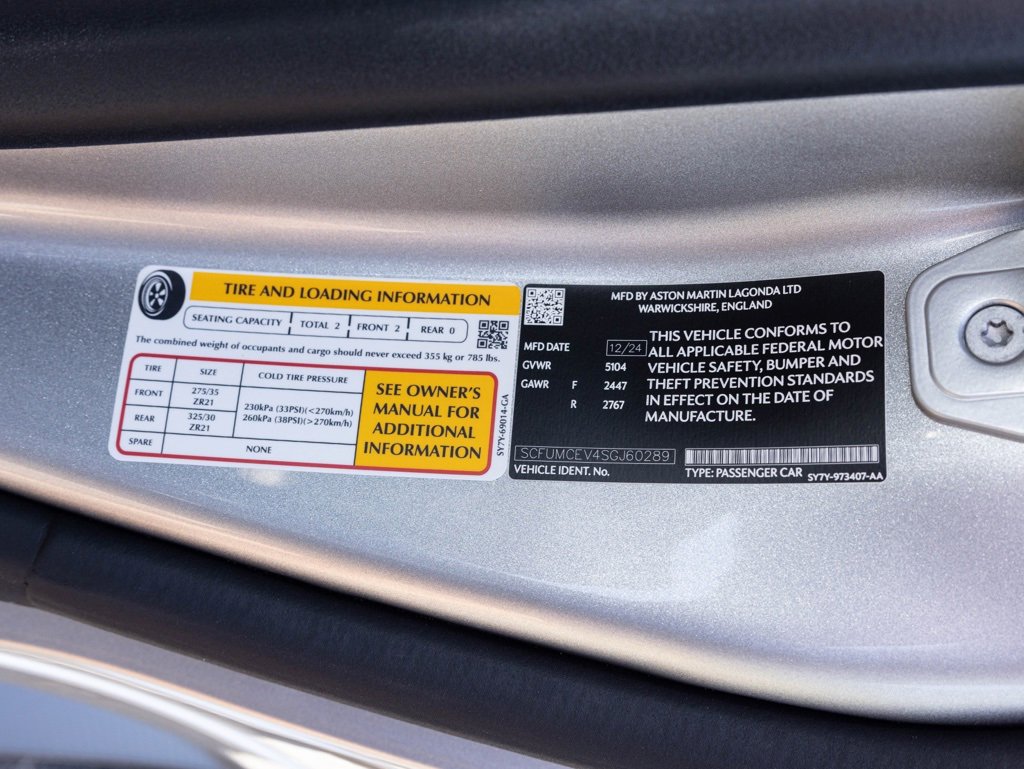 TIRE AND LOADING INFORMATION
SEATING CAPACITY TOTAL 2 FRONT 2 REAR 0
The combined weight of occupants and cargo should never exceed 355 kg or 785 lbs.
TIRE SIZE COLD TIRE PRESSURE
FRONT 275/35 ZR21 230kPa (33PSI)(<270km/h)
REAR 325/30 ZR21 260kPa (38PSI)(>270km/h)
SPARE NONE
SEE OWNER'S
MANUAL FOR
ADDITIONAL
INFORMATION
SY7Y-69014-GA
MFD BY ASTON MARTIN LAGONDA LTD
WARWICKSHIRE, ENGLAND
MFD DATE 12/24
GVWR 5104
GAWR F 2447
R 2767
THIS VEHICLE CONFORMS TO
ALL APPLICABLE FEDERAL MOTOR
VEHICLE SAFETY, BUMPER AND
THEFT PREVENTION STANDARDS
IN EFFECT ON THE DATE OF
MANUFACTURE.
SCFUMCEV4SGJ60289
VEHICLE IDENT. No.
TYPE: PASSENGER CAR
SY7Y-973407-AA